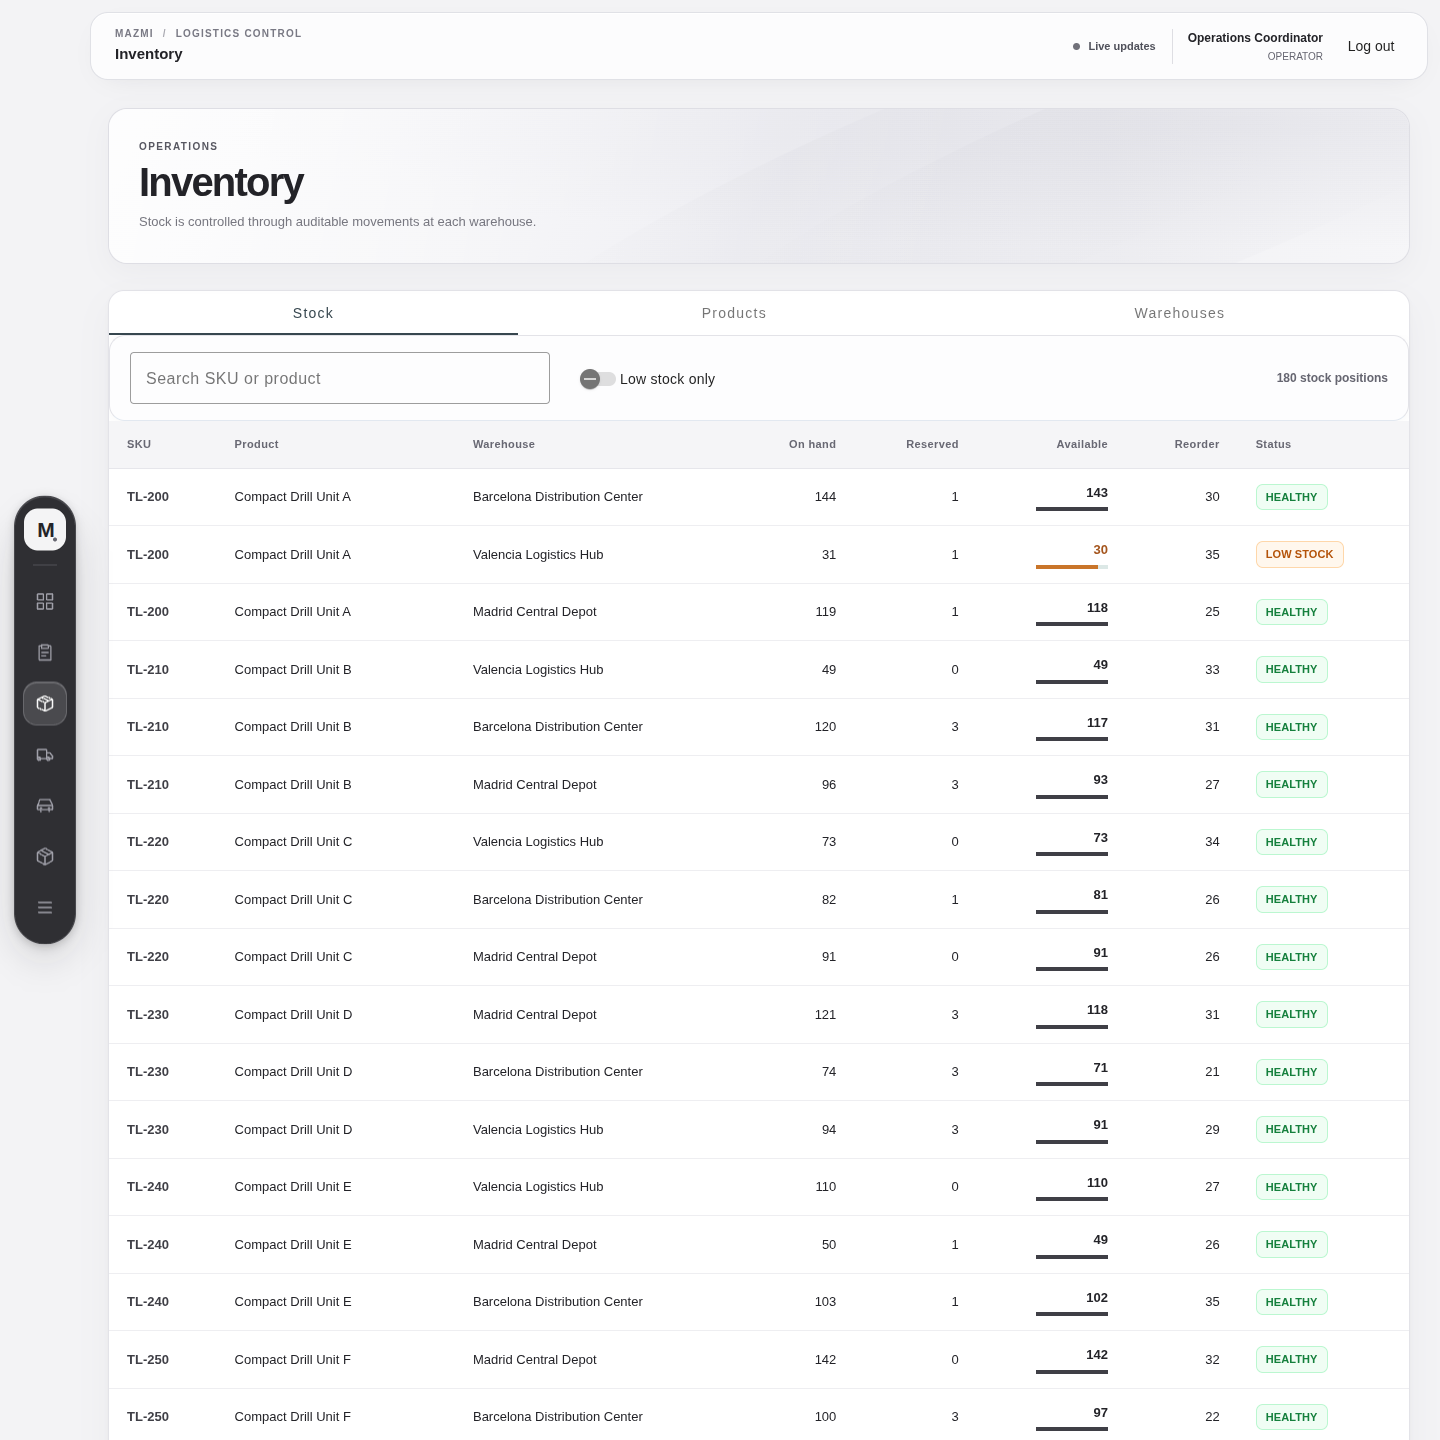 MAZMI / LOGISTICS CONTROL
Inventory
Live updates
Operations Coordinator
OPERATOR
Log out
OPERATIONS
Inventory
Stock is controlled through auditable movements at each warehouse.
Stock Products Warehouses
Search SKU or product
Low stock only
180 stock positions
SKU Product Warehouse On hand Reserved Available Reorder Status
TL-200 Compact Drill Unit A Barcelona Distribution Center 144 1 143 30 HEALTHY
TL-200 Compact Drill Unit A Valencia Logistics Hub 31 1 30 35 LOW STOCK
TL-200 Compact Drill Unit A Madrid Central Depot 119 1 118 25 HEALTHY
TL-210 Compact Drill Unit B Valencia Logistics Hub 49 0 49 33 HEALTHY
TL-210 Compact Drill Unit B Barcelona Distribution Center 120 3 117 31 HEALTHY
TL-210 Compact Drill Unit B Madrid Central Depot 96 3 93 27 HEALTHY
TL-220 Compact Drill Unit C Valencia Logistics Hub 73 0 73 34 HEALTHY
TL-220 Compact Drill Unit C Barcelona Distribution Center 82 1 81 26 HEALTHY
TL-220 Compact Drill Unit C Madrid Central Depot 91 0 91 26 HEALTHY
TL-230 Compact Drill Unit D Madrid Central Depot 121 3 118 31 HEALTHY
TL-230 Compact Drill Unit D Barcelona Distribution Center 74 3 71 21 HEALTHY
TL-230 Compact Drill Unit D Valencia Logistics Hub 94 3 91 29 HEALTHY
TL-240 Compact Drill Unit E Valencia Logistics Hub 110 0 110 27 HEALTHY
TL-240 Compact Drill Unit E Madrid Central Depot 50 1 49 26 HEALTHY
TL-240 Compact Drill Unit E Barcelona Distribution Center 103 1 102 35 HEALTHY
TL-250 Compact Drill Unit F Madrid Central Depot 142 0 142 32 HEALTHY
TL-250 Compact Drill Unit F Barcelona Distribution Center 100 3 97 22 HEALTHY
M